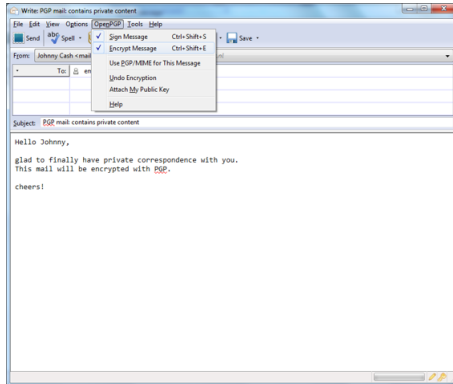 Write: PGP mail: contains private content
File Edit View Options OpenPGP Tools Help
Send Spell Save
Sign Message Ctrl+Shift+S
Encrypt Message Ctrl+Shift+E
Use PGP/MIME for This Message
Undo Encryption
Attach My Public Key
Help
From: Johnny Cash <mail
To: en
Subject: PGP mail: contains private content
Hello Johnny,
glad to finally have private correspondence with you.
This mail will be encrypted with PGP.
cheers!